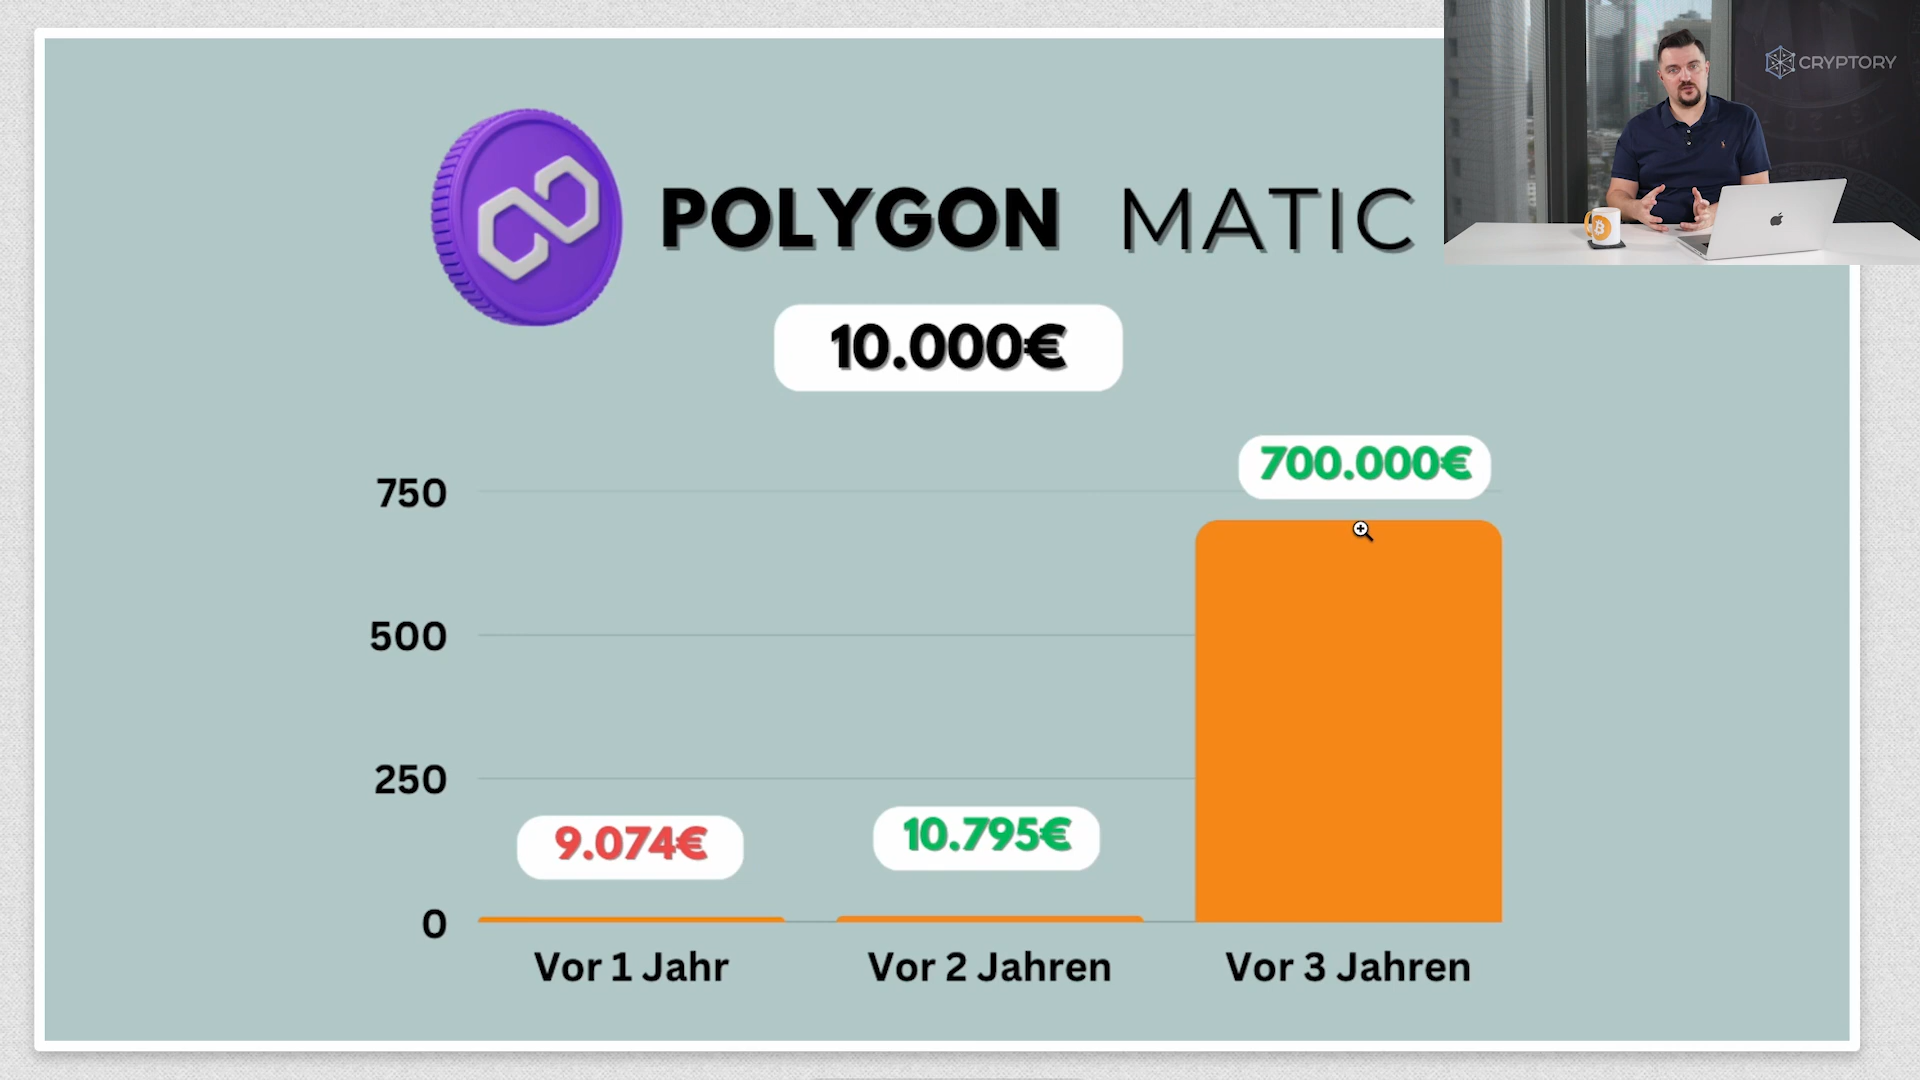 CRYPTORY
POLYGON MATIC
10.000€
700.000€
750
500
250
9.074€
10.795€
0
Vor 1 Jahr
Vor 2 Jahren
Vor 3 Jahren